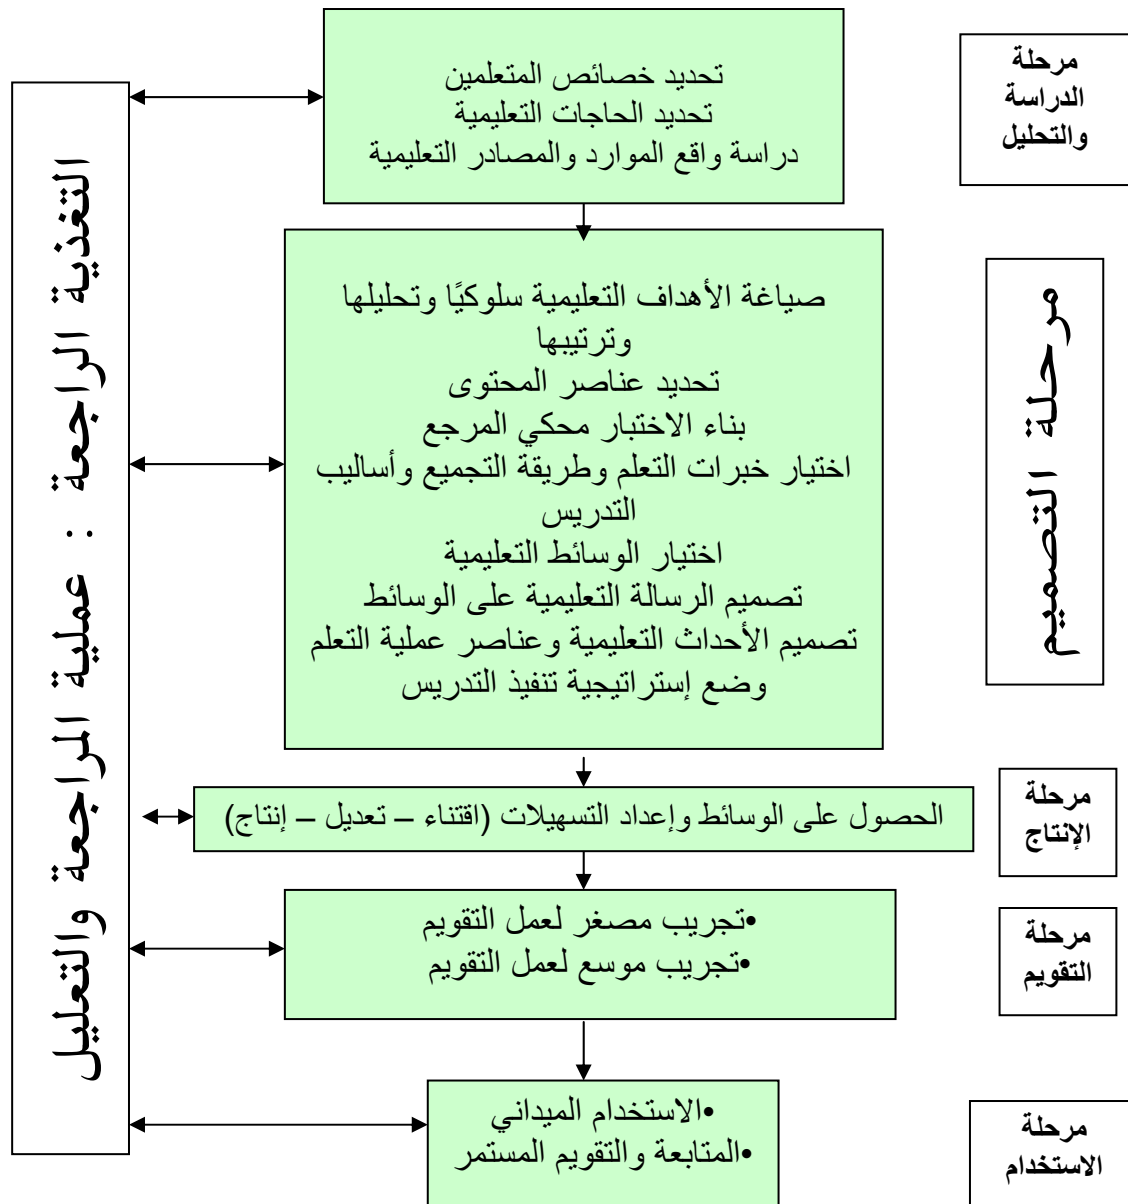 مرحلة
الدراسة
والتحليل
تحديد خصائص المتعلمين
تحديد الحاجات التعليمية
دراسة واقع الموارد والمصادر التعليمية
مرحلة التصميم
صياغة الأهداف التعليمية سلوكيًا وتحليلها
وترتيبها
تحديد عناصر المحتوى
بناء الاختبار محكي المرجع
اختيار خبرات التعلم وطريقة التجميع وأساليب
التدريس
اختيار الوسائط التعليمية
تصميم الرسالة التعليمية على الوسائط
تصميم الأحداث التعليمية وعناصر عملية التعلم
وضع إستراتيجية تنفيذ التدريس
مرحلة
الإنتاج
الحصول على الوسائط وإعداد التسهيلات (اقتناء – تعديل – إنتاج)
مرحلة
التقويم
•تجريب مصغر لعمل التقويم
•تجريب موسع لعمل التقويم
مرحلة
الاستخدام
•الاستخدام الميداني
•المتابعة والتقويم المستمر
التغذية الراجعة : عملية المراجعة والتعليل